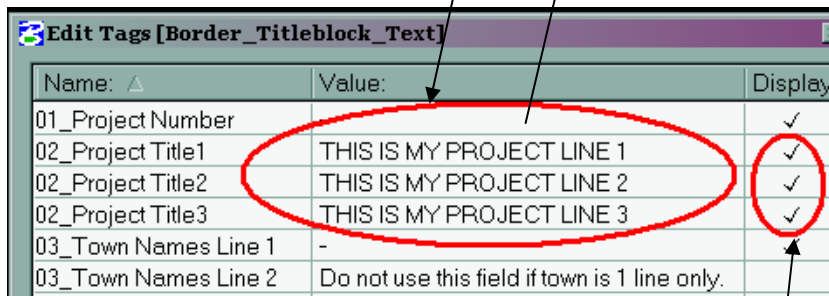 Edit Tags [Border_Titleblock_Text]
Name: Value: Display
01_Project Number ✓
02_Project Title1 THIS IS MY PROJECT LINE 1 ✓
02_Project Title2 THIS IS MY PROJECT LINE 2 ✓
02_Project Title3 THIS IS MY PROJECT LINE 3 ✓
03_Town Names Line 1 - ✓
03_Town Names Line 2 Do not use this field if town is 1 line only.